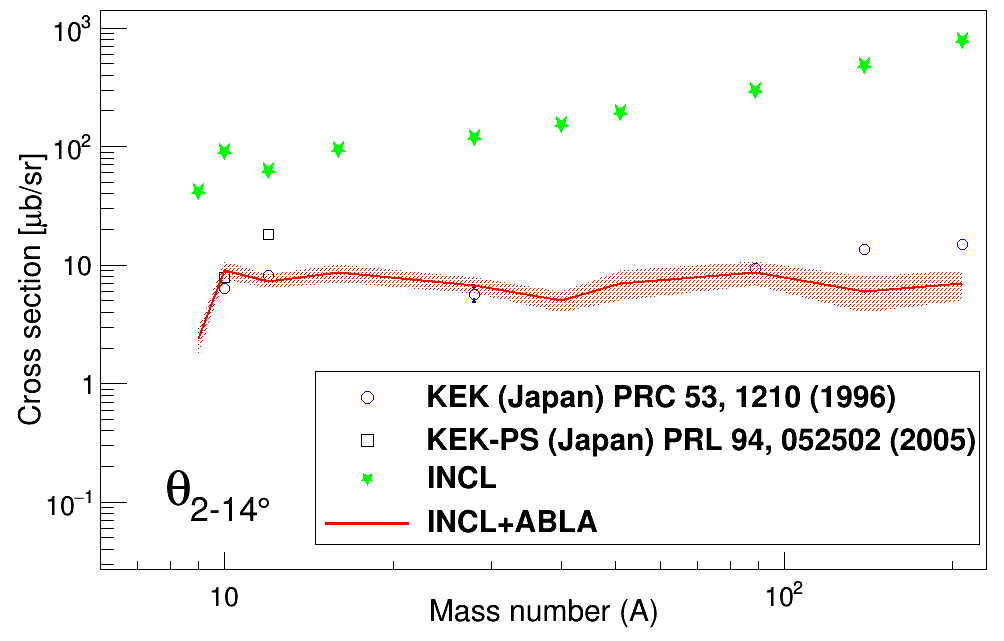 10³
10²
10
1
10⁻¹
Cross section [μb/sr]
θ₂₋₁₄°
KEK (Japan) PRC 53, 1210 (1996)
KEK-PS (Japan) PRL 94, 052502 (2005)
INCL
INCL+ABLA
10
10²
Mass number (A)